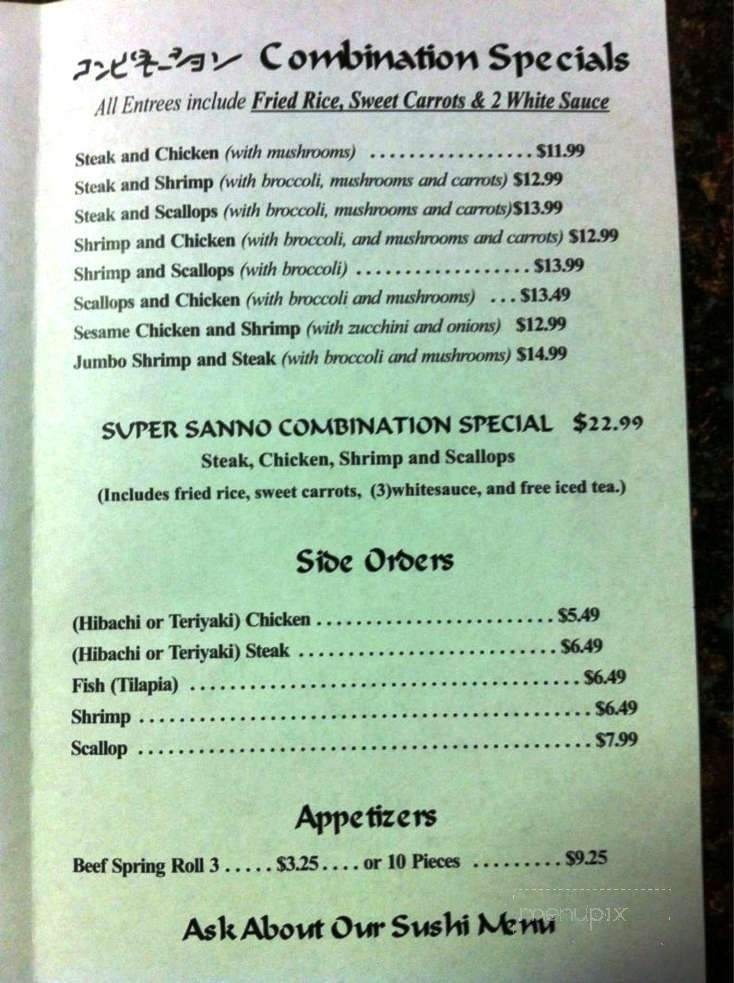 コンビネーション Combination Specials
All Entrees include Fried Rice, Sweet Carrots & 2 White Sauce
Steak and Chicken (with mushrooms) ................. $11.99
Steak and Shrimp (with broccoli, mushrooms and carrots) $12.99
Steak and Scallops (with broccoli, mushrooms and carrots)$13.99
Shrimp and Chicken (with broccoli, and mushrooms and carrots) $12.99
Shrimp and Scallops (with broccoli) .................. $13.99
Scallops and Chicken (with broccoli and mushrooms) ... $13.49
Sesame Chicken and Shrimp (with zucchini and onions) $12.99
Jumbo Shrimp and Steak (with broccoli and mushrooms) $14.99
SUPER SANNO COMBINATION SPECIAL $22.99
Steak, Chicken, Shrimp and Scallops
(Includes fried rice, sweet carrots, (3)whitesauce, and free iced tea.)
Side Orders
(Hibachi or Teriyaki) Chicken ........................ $5.49
(Hibachi or Teriyaki) Steak .......................... $6.49
Fish (Tilapia) ....................................... $6.49
Shrimp ............................................. $6.49
Scallop ............................................. $7.99
Appetizers
Beef Spring Roll 3 ..... $3.25 .... or 10 Pieces ......... $9.25
Ask About Our Sushi Menu
menupix